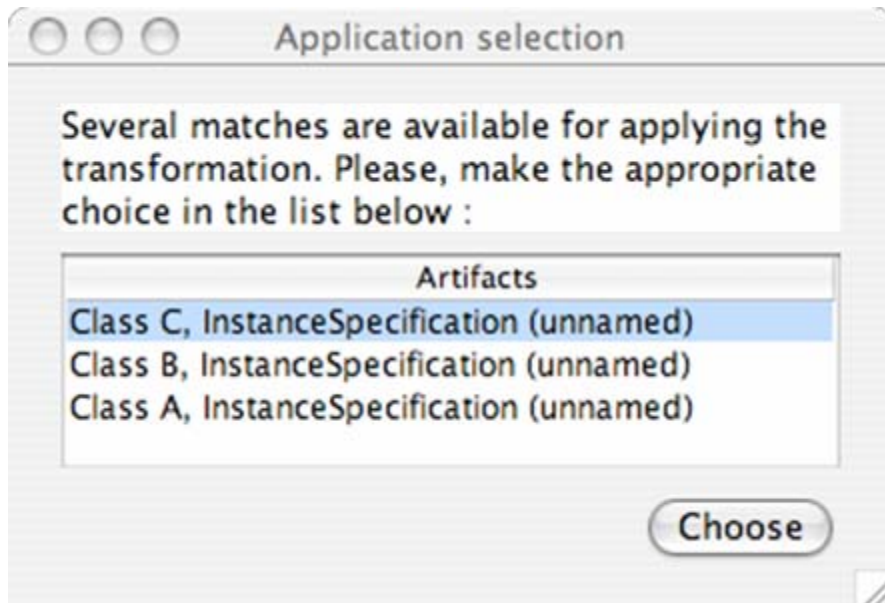 Application selection
Several matches are available for applying the
transformation. Please, make the appropriate
choice in the list below :
Artifacts
Class C, InstanceSpecification (unnamed)
Class B, InstanceSpecification (unnamed)
Class A, InstanceSpecification (unnamed)
Choose